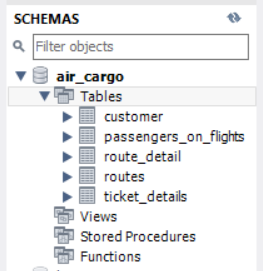 SCHEMAS
Filter objects
air_cargo
Tables
customer
passengers_on_flights
route_detail
routes
ticket_details
Views
Stored Procedures
Functions